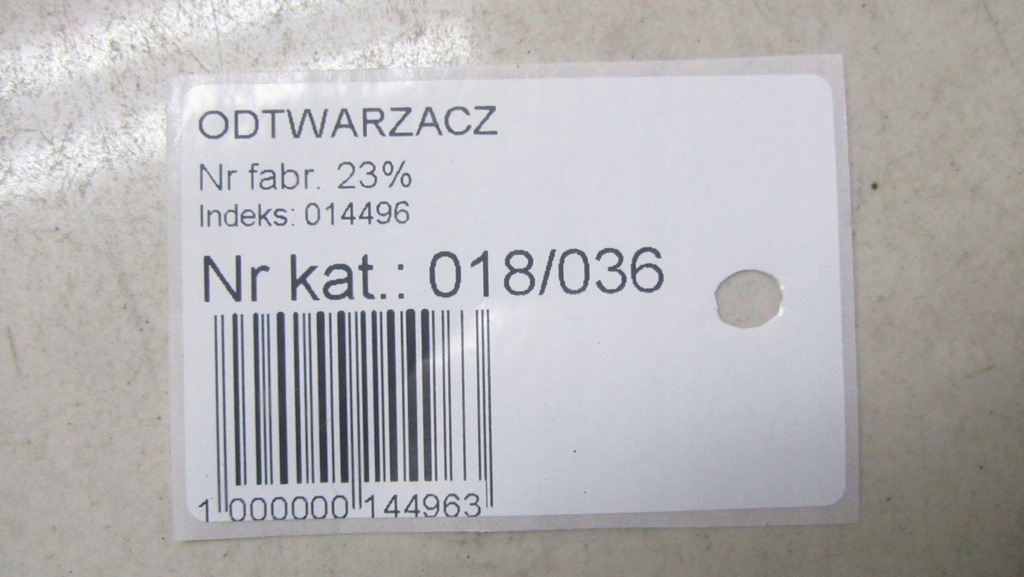 ODTWARZACZ
Nr fabr. 23%
Indeks: 014496
Nr kat.: 018/036
1 000000 144963